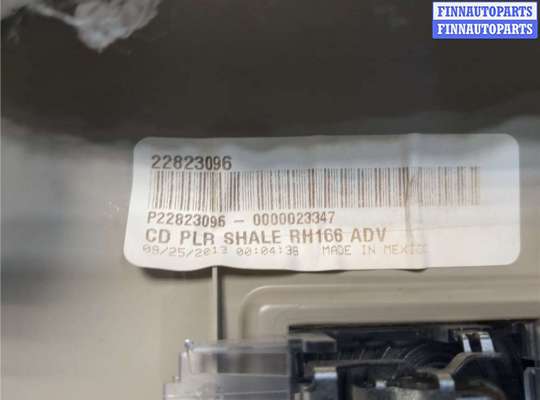 FINNAUTOPARTS
FINNAUTOPARTS
22823096
P22823096 - 0000023347
CD PLR SHALE RH166 ADV
09/25/2013 00:04:38 MADE IN MEXICO